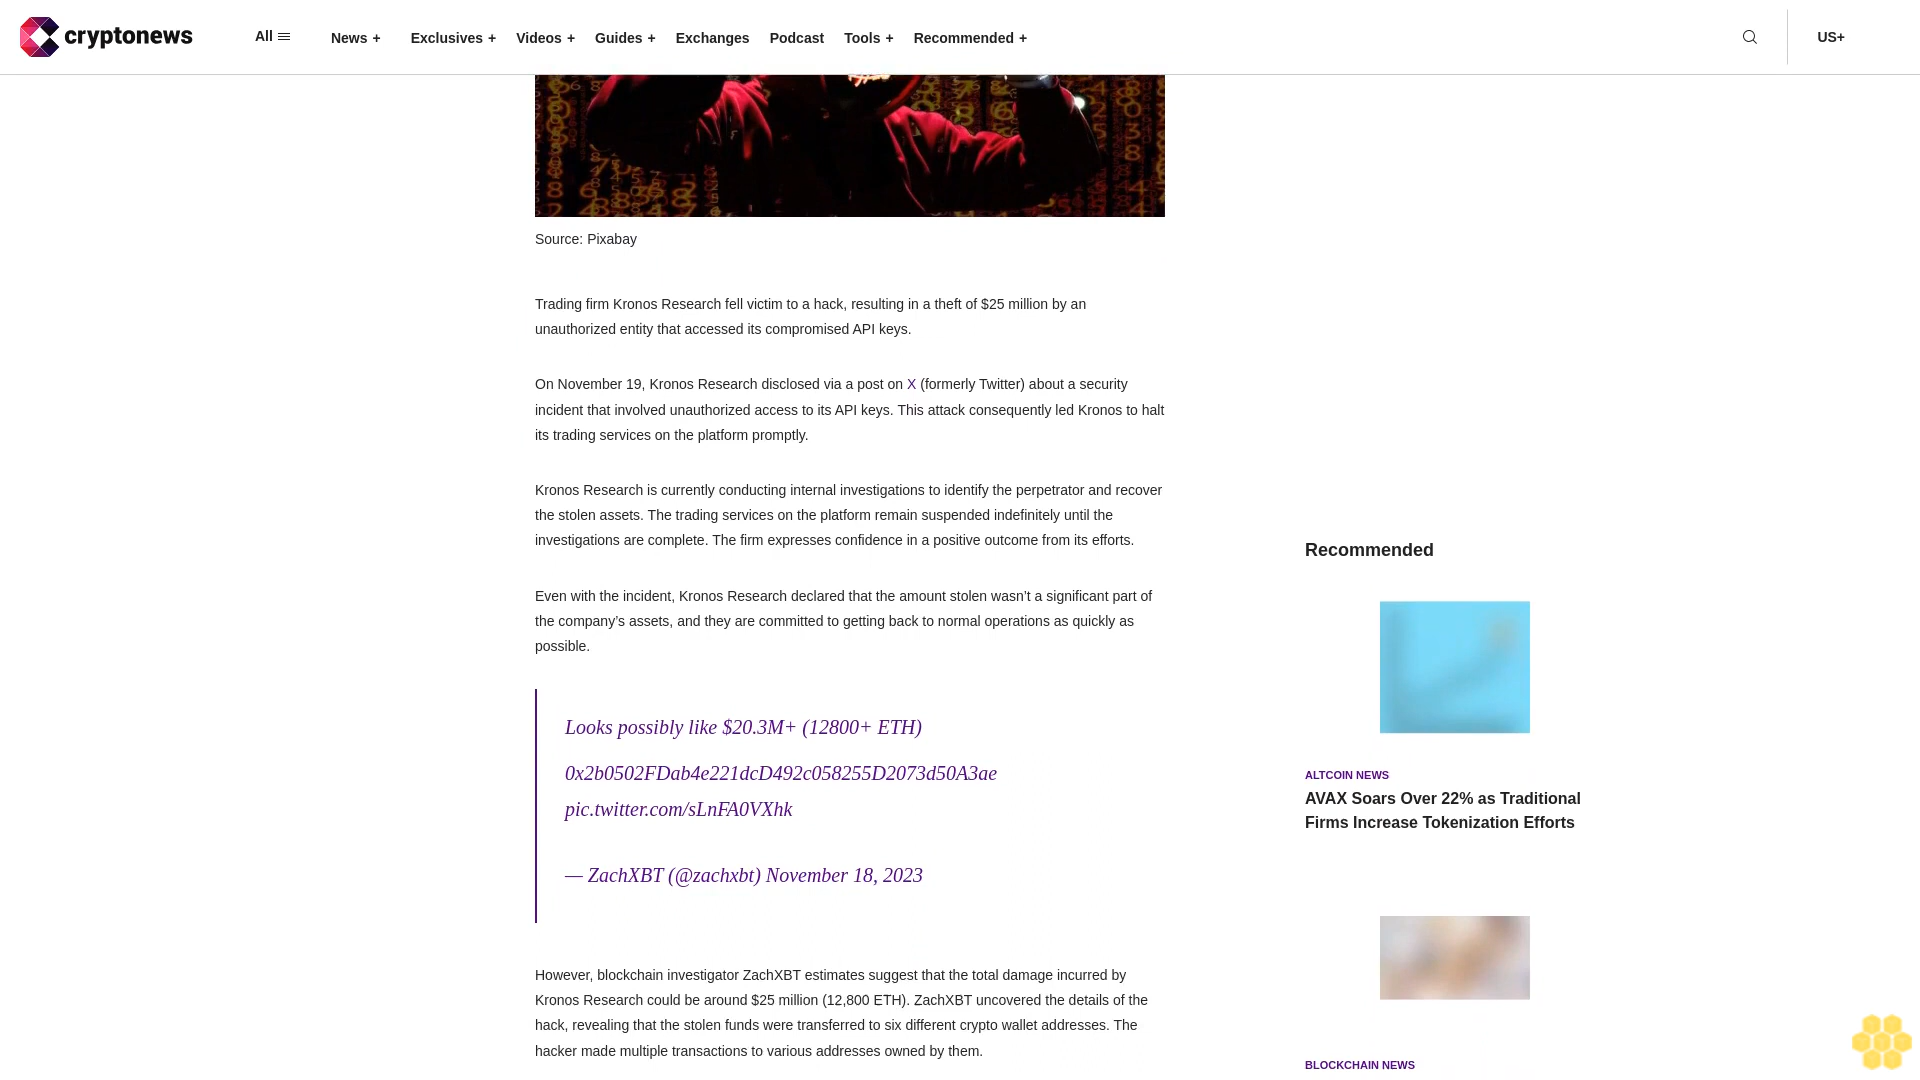 cryptonews
All
News +
Exclusives +
Videos +
Guides +
Exchanges
Podcast
Tools +
Recommended +
US+
Source: Pixabay
Trading firm Kronos Research fell victim to a hack, resulting in a theft of $25 million by an
unauthorized entity that accessed its compromised API keys.
On November 19, Kronos Research disclosed via a post on X (formerly Twitter) about a security
incident that involved unauthorized access to its API keys. This attack consequently led Kronos to halt
its trading services on the platform promptly.
Kronos Research is currently conducting internal investigations to identify the perpetrator and recover
the stolen assets. The trading services on the platform remain suspended indefinitely until the
investigations are complete. The firm expresses confidence in a positive outcome from its efforts.
Even with the incident, Kronos Research declared that the amount stolen wasn’t a significant part of
the company’s assets, and they are committed to getting back to normal operations as quickly as
possible.
Looks possibly like $20.3M+ (12800+ ETH)
0x2b0502FDab4e221dcD492c058255D2073d50A3ae
pic.twitter.com/sLnFA0VXhk
— ZachXBT (@zachxbt) November 18, 2023
However, blockchain investigator ZachXBT estimates suggest that the total damage incurred by
Kronos Research could be around $25 million (12,800 ETH). ZachXBT uncovered the details of the
hack, revealing that the stolen funds were transferred to six different crypto wallet addresses. The
hacker made multiple transactions to various addresses owned by them.
Recommended
ALTCOIN NEWS
AVAX Soars Over 22% as Traditional
Firms Increase Tokenization Efforts
BLOCKCHAIN NEWS